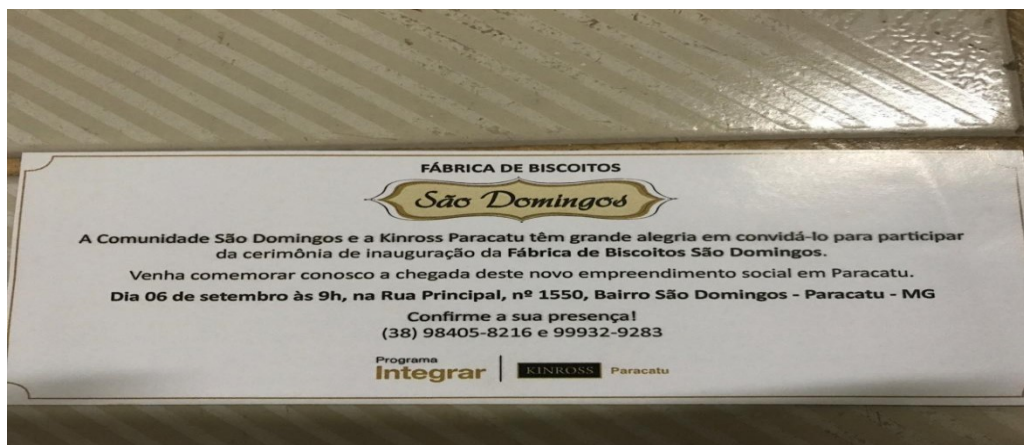 FÁBRICA DE BISCOITOS
São Domingos
A Comunidade São Domingos e a Kinross Paracatu têm grande alegria em convidá-lo para participar
da cerimônia de inauguração da Fábrica de Biscoitos São Domingos.
Venha comemorar conosco a chegada deste novo empreendimento social em Paracatu.
Dia 06 de setembro às 9h, na Rua Principal, nº 1550, Bairro São Domingos - Paracatu - MG
Confirme a sua presença!
(38) 98405-8216 e 99932-9283
Programa
Integrar | KINROSS Paracatu